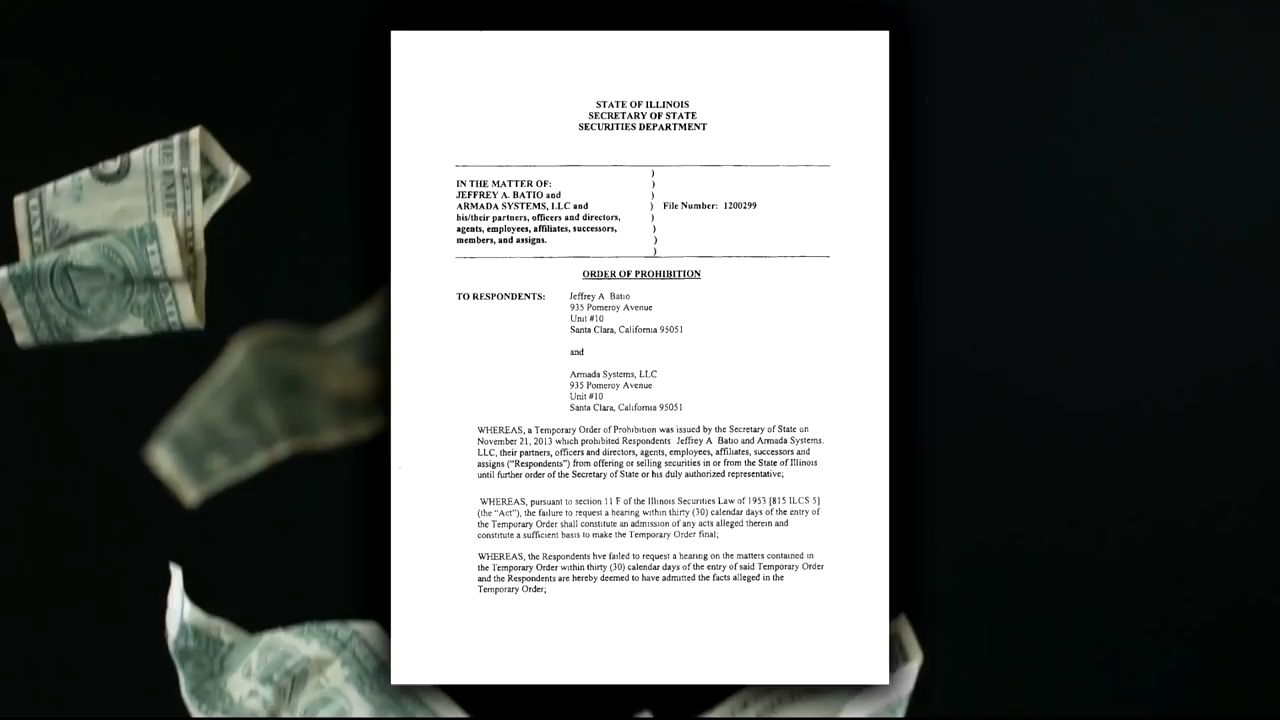 STATE OF ILLINOIS
SECRETARY OF STATE
SECURITIES DEPARTMENT
IN THE MATTER OF:
JEFFREY A. BATIO and
ARMADA SYSTEMS, LLC and
his/their partners, officers and directors,
agents, employees, affiliates, successors,
members, and assigns.
)
)
)
) File Number: 1200299
)
)
)
)
ORDER OF PROHIBITION
TO RESPONDENTS: Jeffrey A Batio
935 Pomeroy Avenue
Unit #10
Santa Clara, California 95051
and
Armada Systems, LLC
935 Pomeroy Avenue
Unit #10
Santa Clara, California 95051
WHEREAS, a Temporary Order of Prohibition was issued by the Secretary of State on
November 21, 2013 which prohibited Respondents Jeffrey A Batio and Armada Systems.
LLC, their partners, officers and directors, agents, employees, affiliates, successors and
assigns ("Respondents") from offering or selling securities in or from the State of Illinois
until further order of the Secretary of State or his duly authorized representative;
WHEREAS, pursuant to section 11 F of the Illinois Securities Law of 1953 [815 ILCS 5]
(the "Act"), the failure to request a hearing within thirty (30) calendar days of the entry of
the Temporary Order shall constitute an admission of any acts alleged therein and
constitute a sufficient basis to make the Temporary Order final;
WHEREAS, the Respondents hve failed to request a hearing on the matters contained in
the Temporary Order within thirty (30) calendar days of the entry of said Temporary Order
and the Respondents are hereby deemed to have admitted the facts alleged in the
Temporary Order;